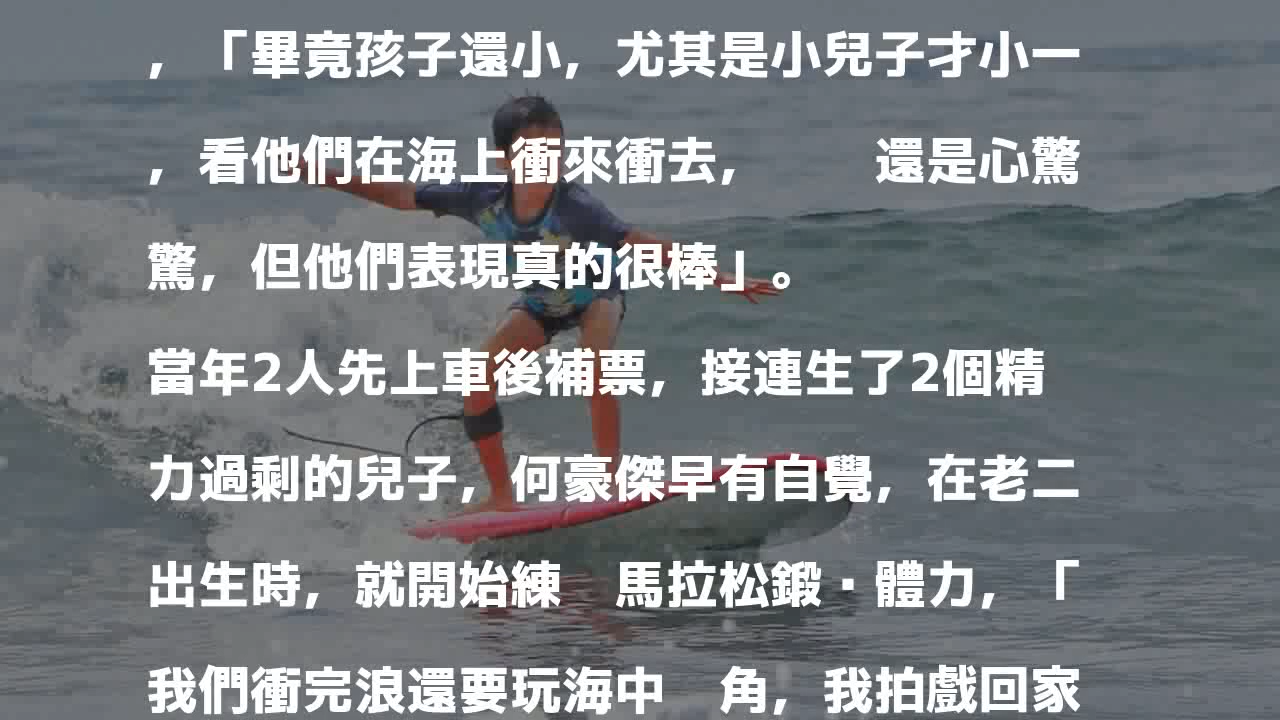 ，「畢竟孩子還小，尤其是小兒子才小一
，看他們在海上衝來衝去，　　還是心驚
驚，但他們表現真的很棒」。
當年2人先上車後補票，接連生了2個精
力過剩的兒子，何豪傑早有自覺，在老二
出生時，就開始練　馬拉松鍛・體力，「
我們衝完浪還要玩海中　角，我拍戲回家